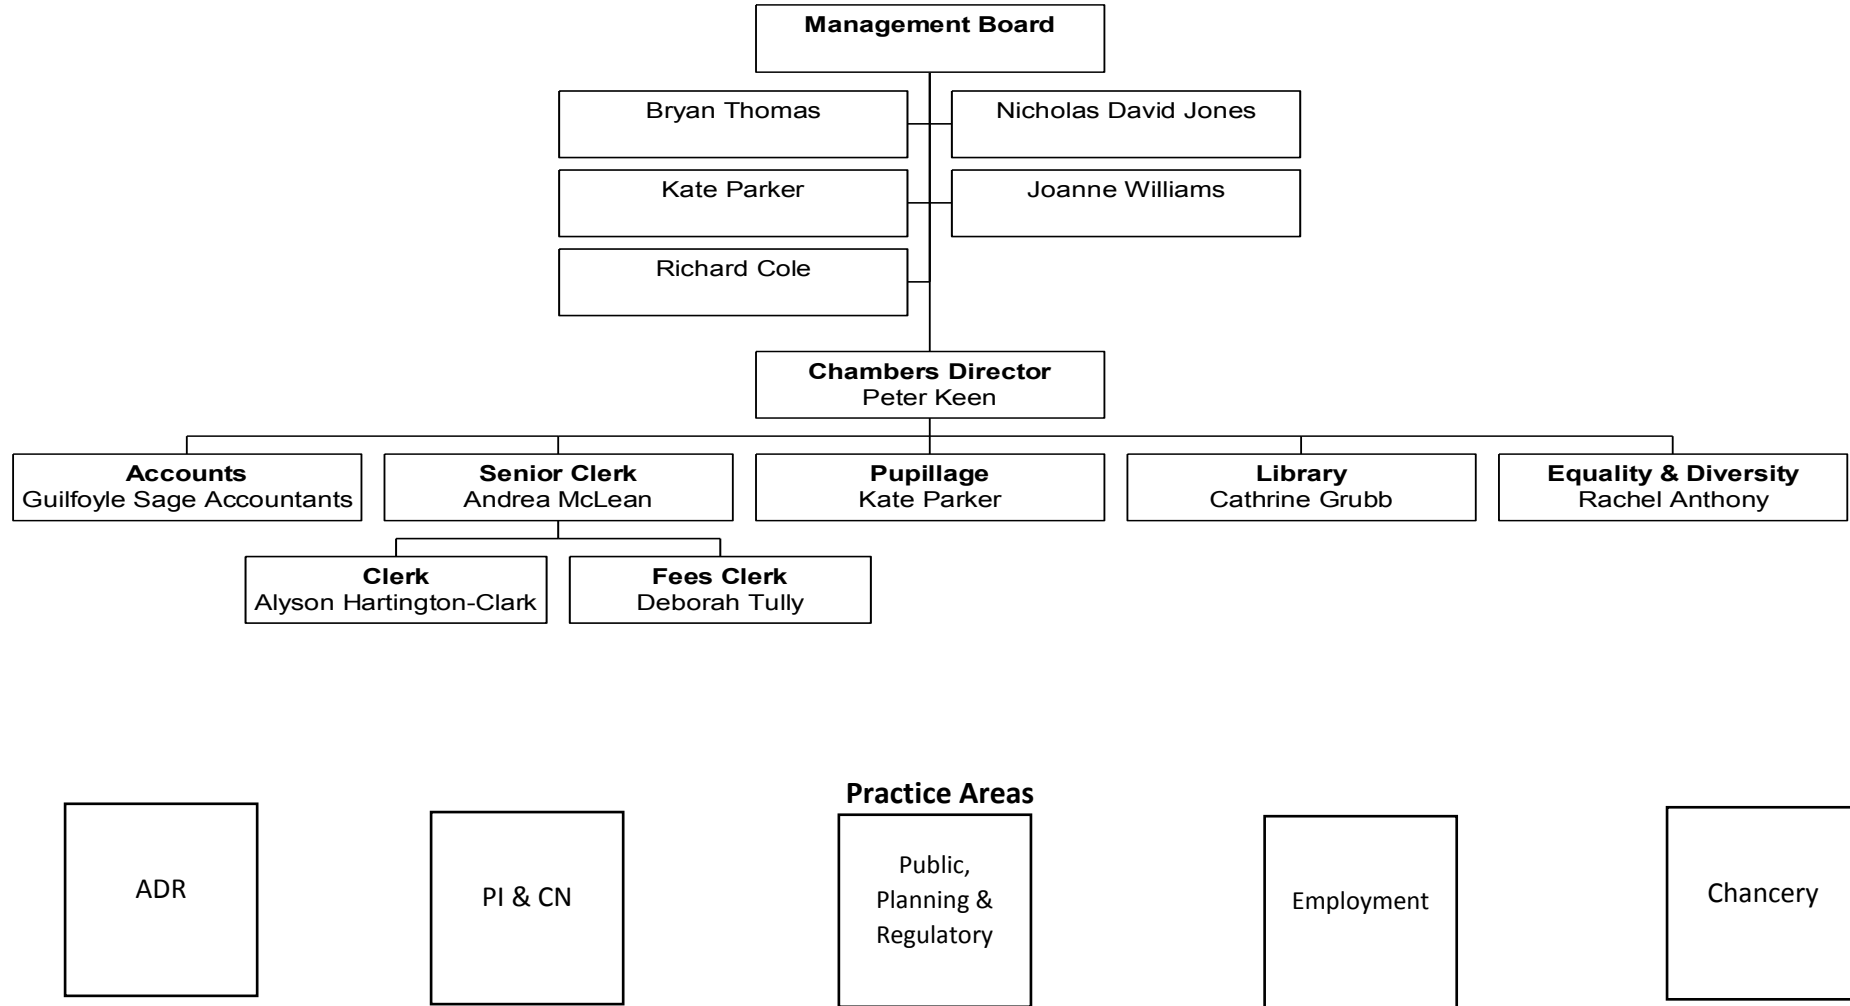 Management Board
Bryan Thomas
Nicholas David Jones
Kate Parker
Joanne Williams
Richard Cole
Chambers Director
Peter Keen
Accounts
Guilfoyle Sage Accountants
Senior Clerk
Andrea McLean
Pupillage
Kate Parker
Library
Cathrine Grubb
Equality & Diversity
Rachel Anthony
Clerk
Alyson Hartington-Clark
Fees Clerk
Deborah Tully
Practice Areas
ADR
PI & CN
Public,
Planning &
Regulatory
Employment
Chancery